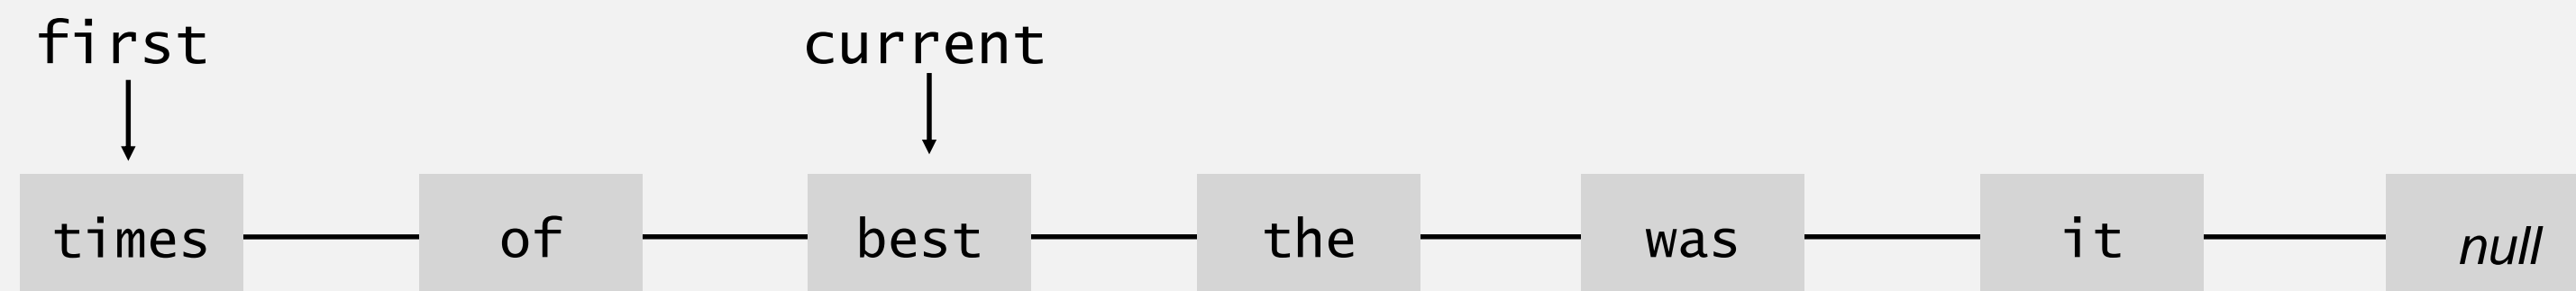 first current
times of best the was it null